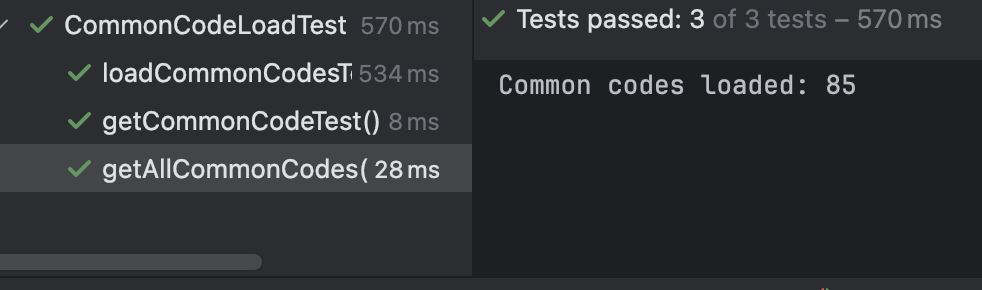 CommonCodeLoadTest 570 ms
loadCommonCodesT 534 ms
getCommonCodeTest() 8 ms
getAllCommonCodes( 28 ms
Tests passed: 3 of 3 tests – 570 ms
Common codes loaded: 85